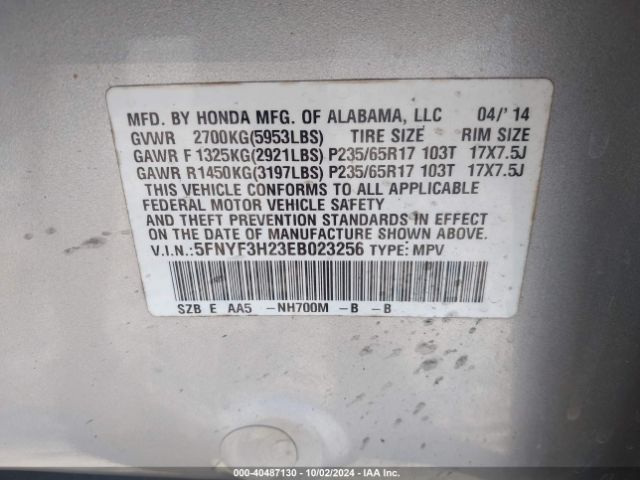 MFD. BY HONDA MFG. OF ALABAMA, LLC 04/' 14
GVWR 2700KG(5953LBS) TIRE SIZE RIM SIZE
GAWR F 1325KG(2921LBS) P235/65R17 103T 17X7.5J
GAWR R1450KG(3197LBS) P235/65R17 103T 17X7.5J
THIS VEHICLE CONFORMS TO ALL APPLICABLE
FEDERAL MOTOR VEHICLE SAFETY
AND THEFT PREVENTION STANDARDS IN EFFECT
ON THE DATE OF MANUFACTURE SHOWN ABOVE.
V.I.N.:5FNYF3H23EB023256 TYPE: MPV
SZB E AA5 -NH700M -B -B
000-40487130 - 10/02/2024 - IAA Inc.